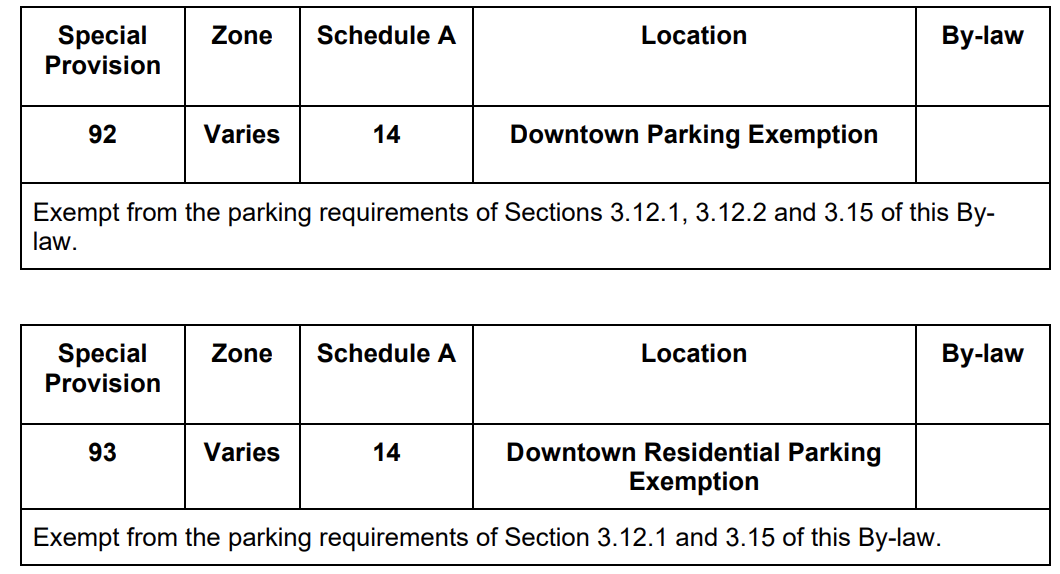 Special Provision Zone Schedule A Location By-law
92 Varies 14 Downtown Parking Exemption
Exempt from the parking requirements of Sections 3.12.1, 3.12.2 and 3.15 of this By-
law.
Special Provision Zone Schedule A Location By-law
93 Varies 14 Downtown Residential Parking Exemption
Exempt from the parking requirements of Section 3.12.1 and 3.15 of this By-law.